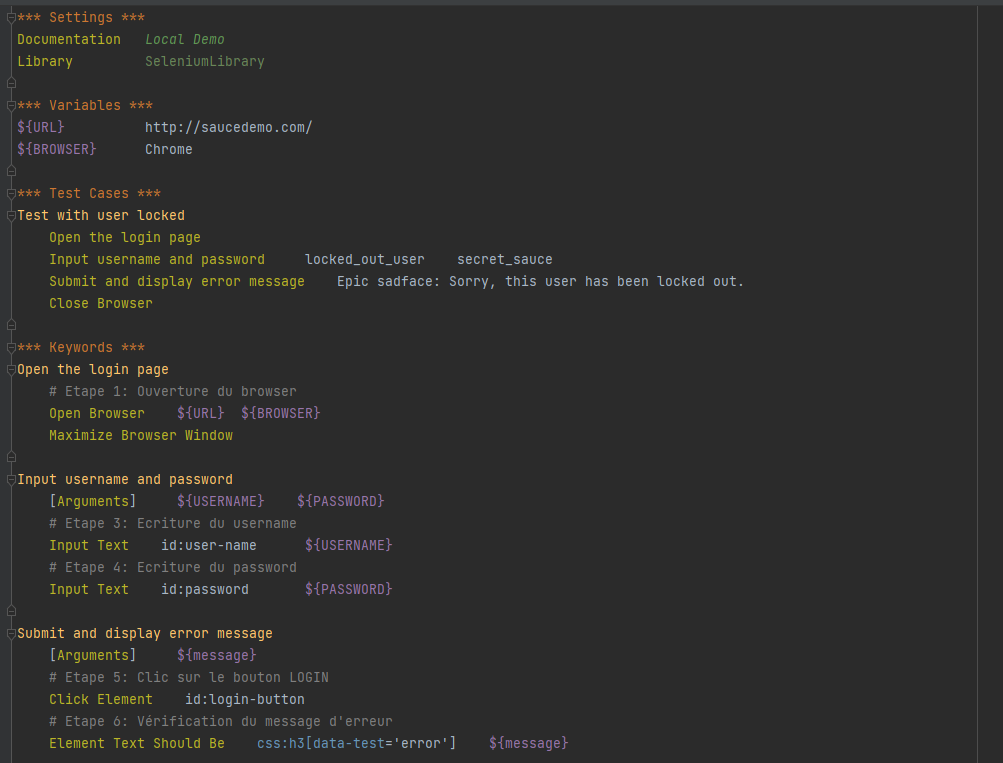 *** Settings ***
Documentation   Local Demo
Library         SeleniumLibrary

*** Variables ***
${URL}          http://saucedemo.com/
${BROWSER}      Chrome

*** Test Cases ***
Test with user locked
    Open the login page
    Input username and password     locked_out_user    secret_sauce
    Submit and display error message    Epic sadface: Sorry, this user has been locked out.
    Close Browser

*** Keywords ***
Open the login page
    # Etape 1: Ouverture du browser
    Open Browser    ${URL}  ${BROWSER}
    Maximize Browser Window

Input username and password
    [Arguments]     ${USERNAME}    ${PASSWORD}
    # Etape 3: Ecriture du username
    Input Text    id:user-name      ${USERNAME}
    # Etape 4: Ecriture du password
    Input Text    id:password       ${PASSWORD}

Submit and display error message
    [Arguments]     ${message}
    # Etape 5: Clic sur le bouton LOGIN
    Click Element    id:login-button
    # Etape 6: Vérification du message d'erreur
    Element Text Should Be    css:h3[data-test='error']    ${message}